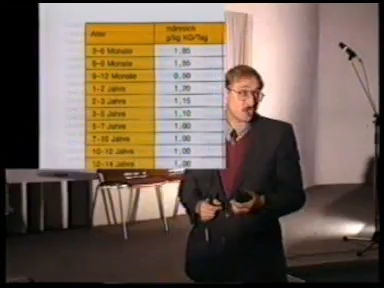 Alter männlich
g/kg KG/Tag
3-6 Monate 1,85
6-9 Monate 1,65
9-12 Monate 0,50
1-2 Jahre 1,20
2-3 Jahre 1,15
3-5 Jahre 1,10
5-7 Jahre 1,00
7-10 Jahre 1,00
10-12 Jahre 1,00
12-14 Jahre 1,00